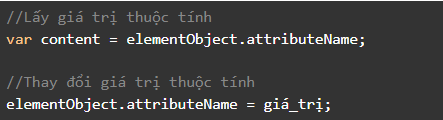 //Lấy giá trị thuộc tính
var content = elementObject.attributeName;
//Thay đổi giá trị thuộc tính
elementObject.attributeName = giá_trị;